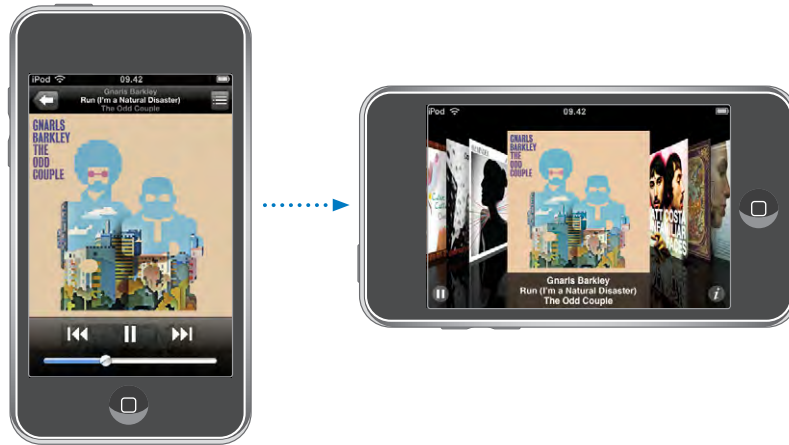 iPod 09.42
Gnarls Barkley
Run (I'm a Natural Disaster)
The Odd Couple
GNARLS
BARKLEY
THE
ODD
COUPLE
iPod 09.42
GNARLS
BARKLEY
THE
ODD
COUPLE
Gnarls Barkley
Run (I'm a Natural Disaster)
The Odd Couple